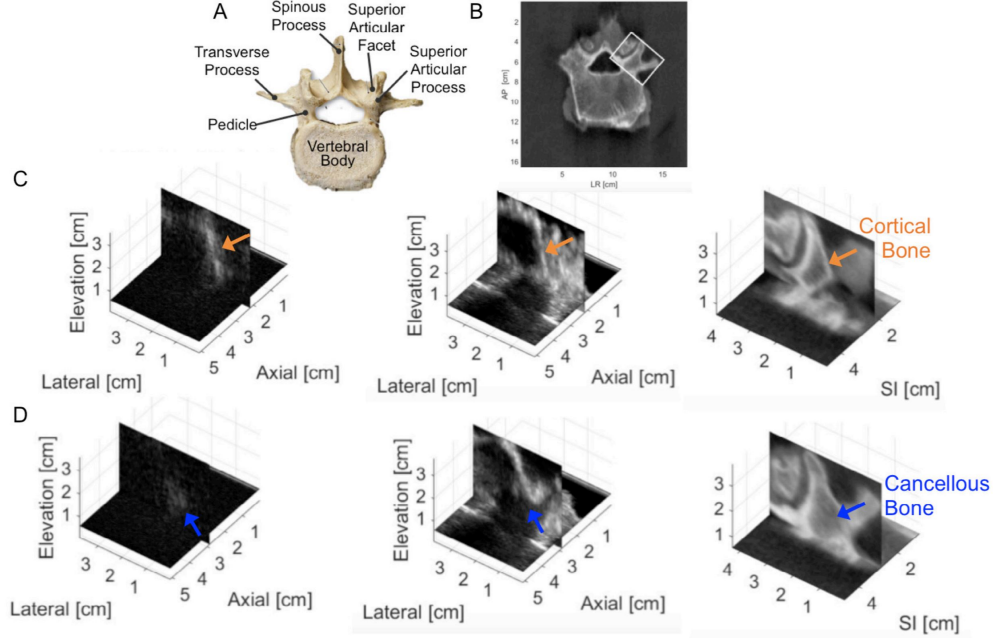 A
Spinous
Process
Superior
Articular
Facet
Superior
Articular
Process
Transverse
Process
Pedicle
Vertebral
Body
B
2
4
6
8
10
12
14
16
AP [cm]
5
10
15
LR [cm]
C
Elevation [cm]
3
2
1
3
2
1
Lateral [cm]
5
4
3
2
1
Axial [cm]
Elevation [cm]
3
2
1
3
2
1
Lateral [cm]
5
4
3
2
1
Axial [cm]
Cortical
Bone
3
2
1
4
3
2
1
4
2
SI [cm]
D
Elevation [cm]
3
2
1
3
2
1
Lateral [cm]
5
4
3
2
1
Axial [cm]
Elevation [cm]
3
2
1
3
2
1
Lateral [cm]
5
4
3
2
1
Axial [cm]
Cancellous
Bone
3
2
1
4
3
2
1
4
2
SI [cm]